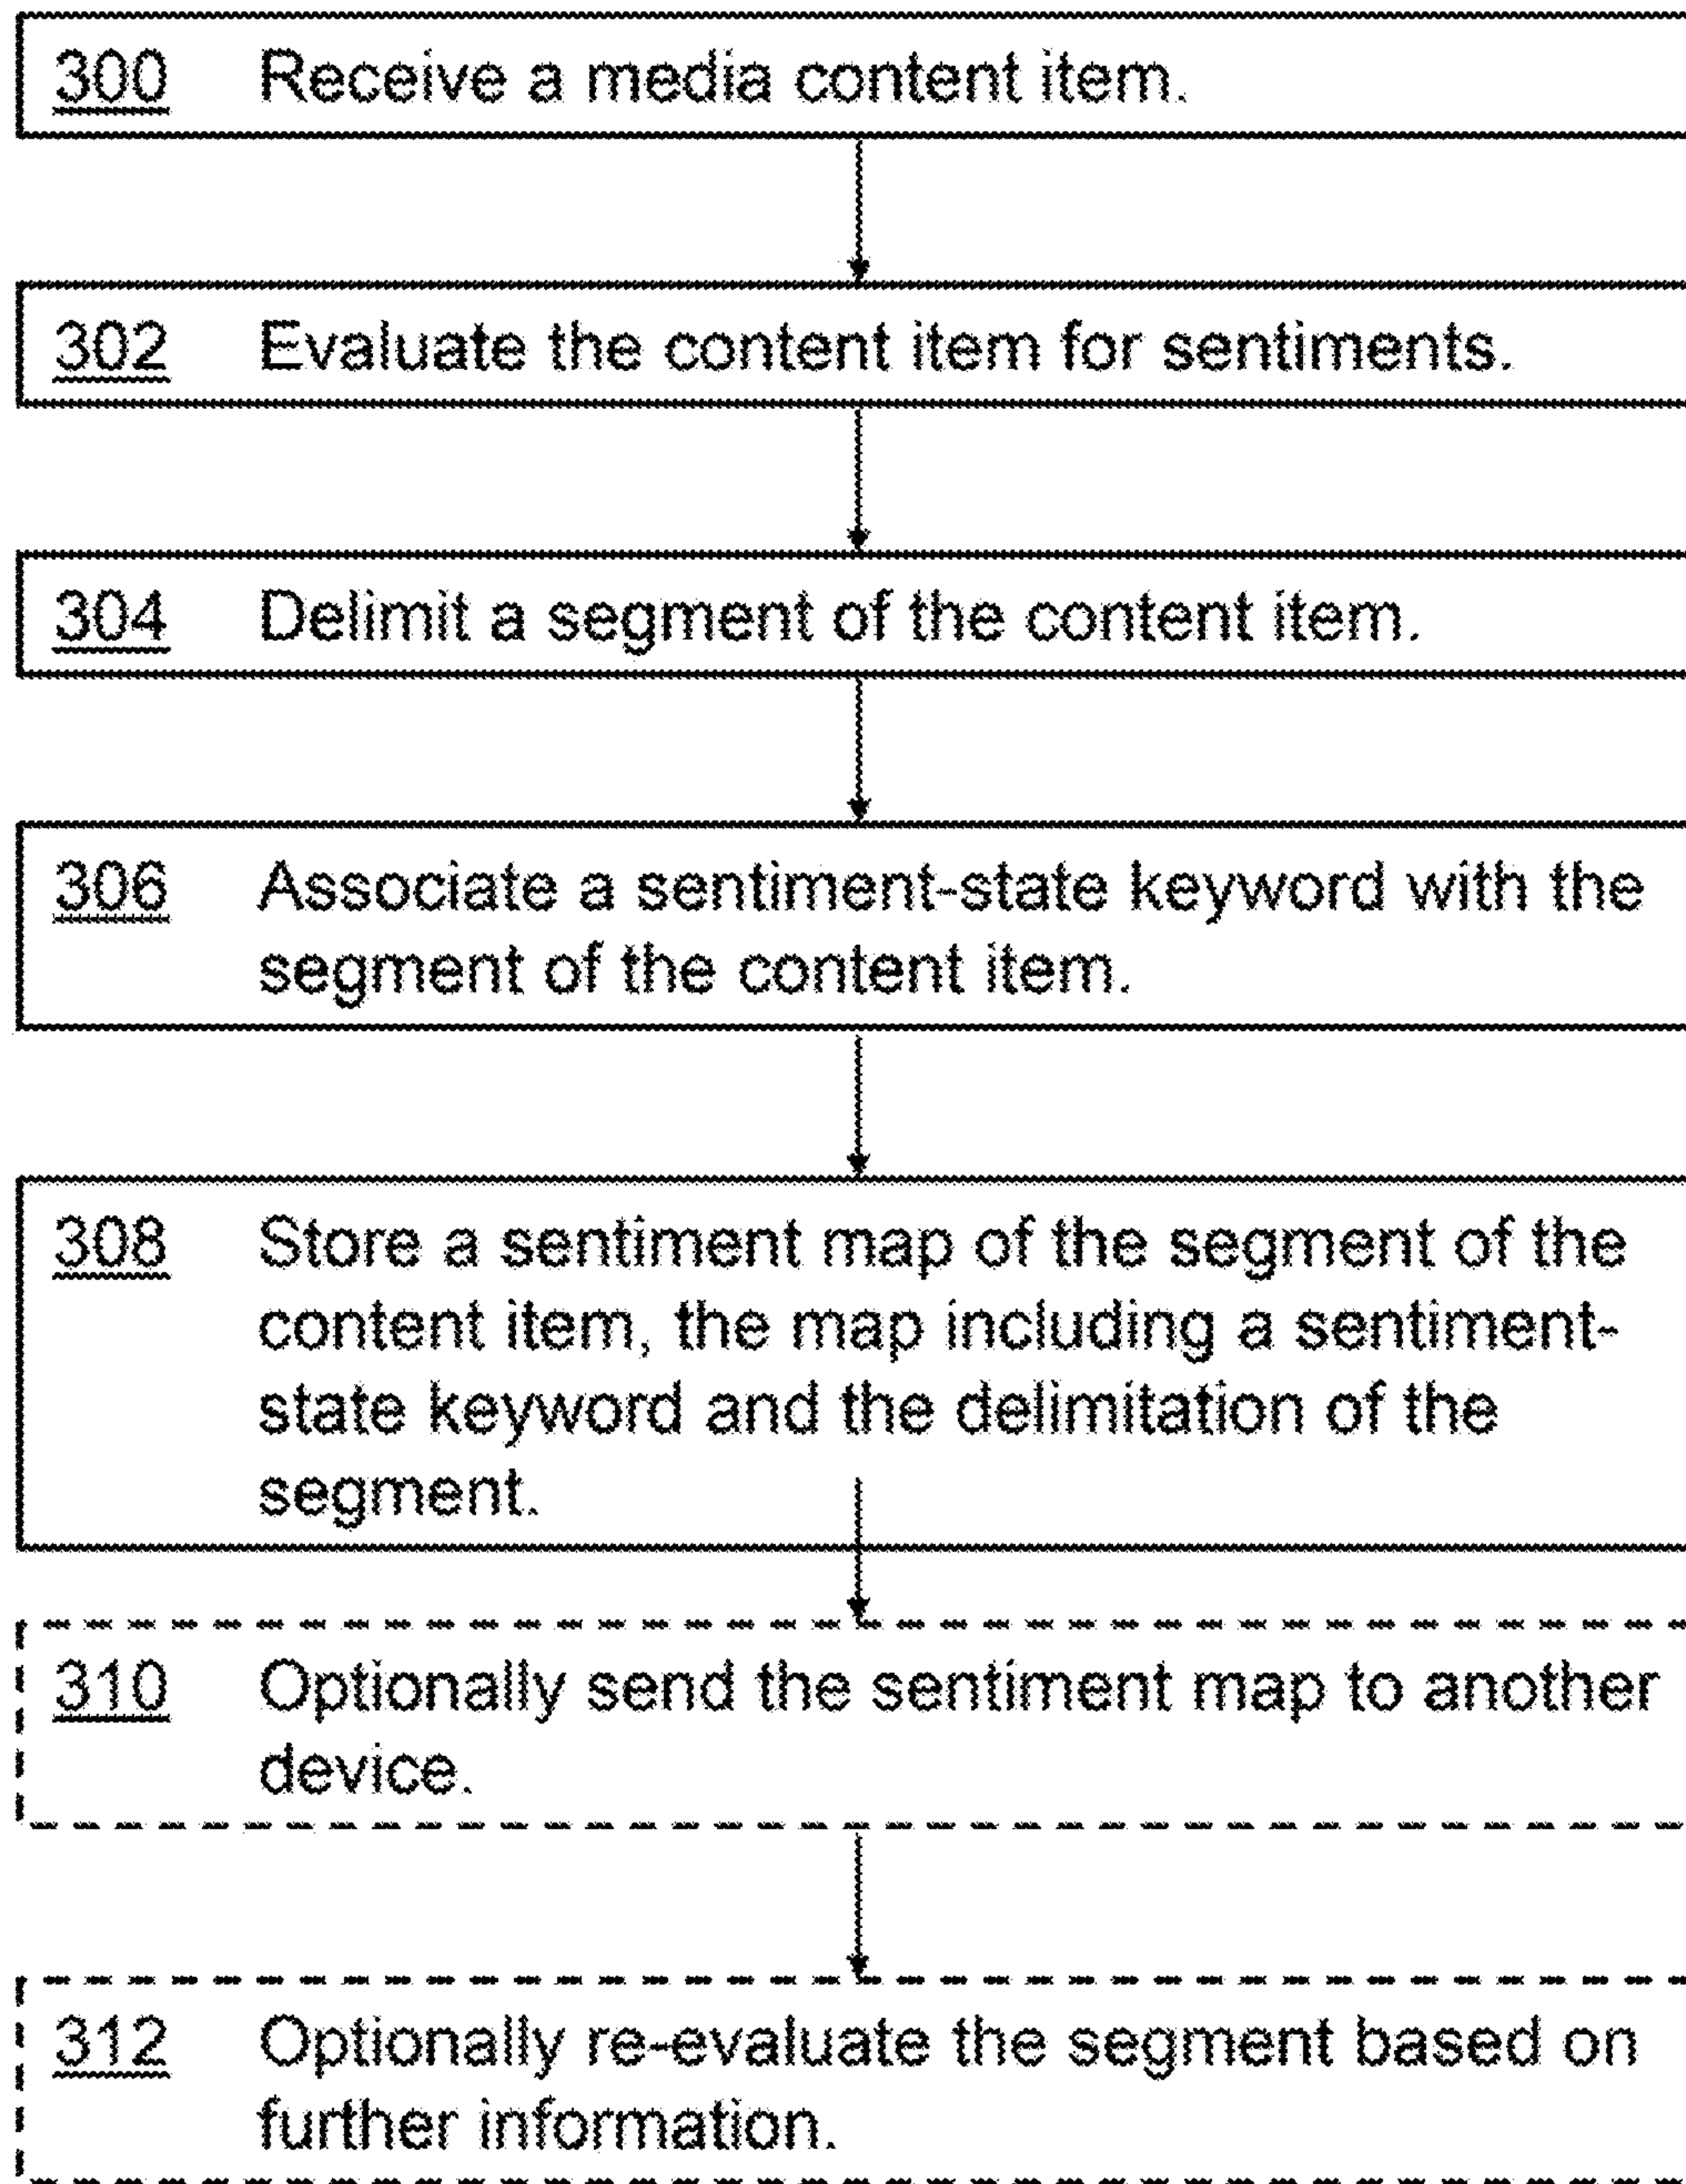 300 Receive a media content item.
302 Evaluate the content item for sentiments.
304 Delimit a segment of the content item.
306 Associate a sentiment-state keyword with the
segment of the content item.
308 Store a sentiment map of the segment of the
content item, the map including a sentiment-
state keyword and the delimitation of the
segment.
310 Optionally send the sentiment map to another
device.
312 Optionally re-evaluate the segment based on
further information.